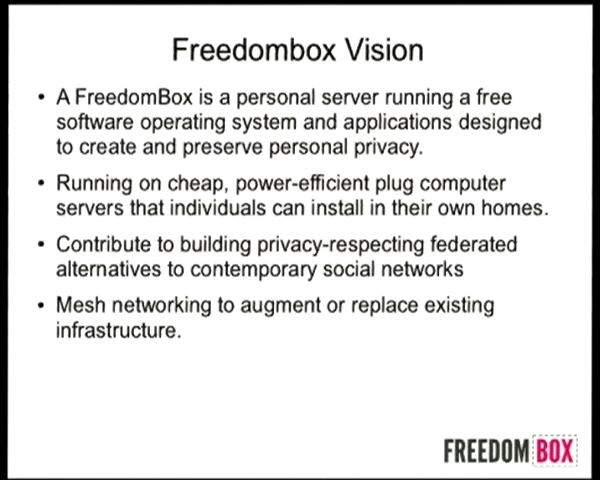 Freedombox Vision
• A FreedomBox is a personal server running a free
software operating system and applications designed
to create and preserve personal privacy.
• Running on cheap, power-efficient plug computer
servers that individuals can install in their own homes.
• Contribute to building privacy-respecting federated
alternatives to contemporary social networks
• Mesh networking to augment or replace existing
infrastructure.
FREEDOM BOX